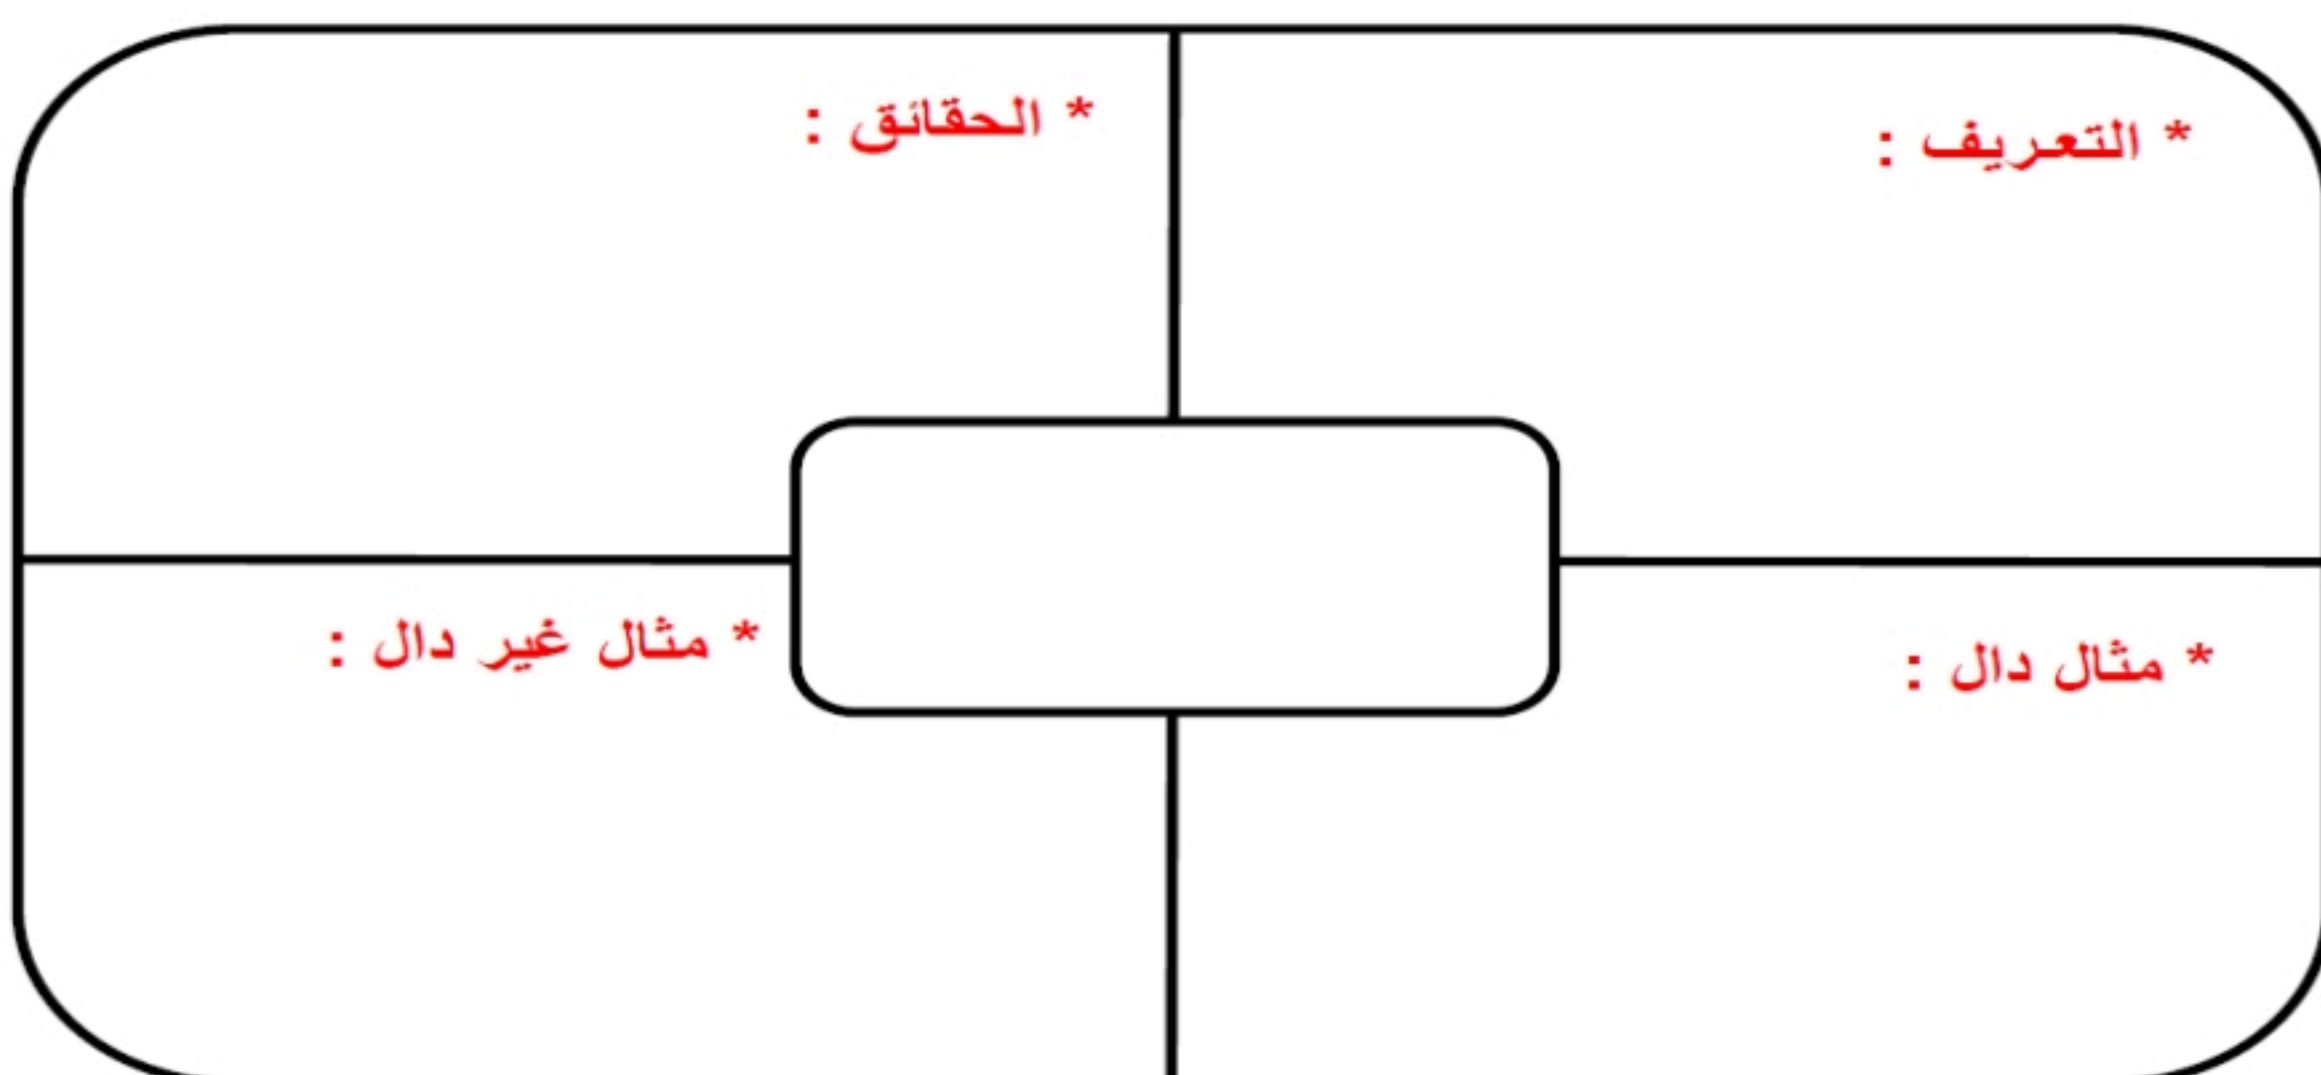 * التعريف :
* الحقائق :
* مثال دال :
* مثال غير دال :